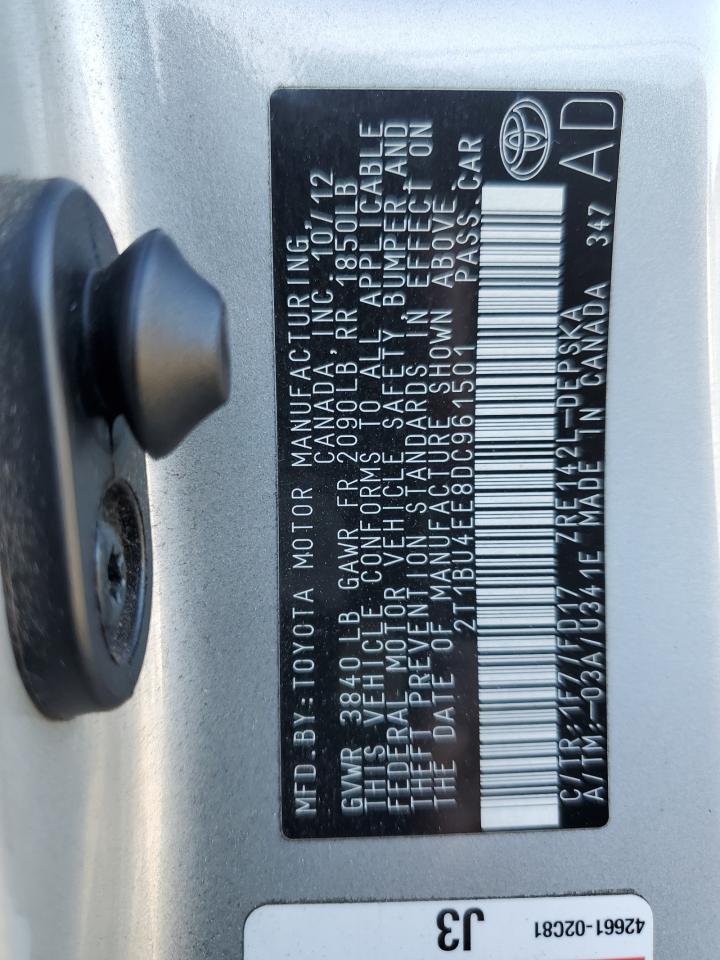 MFD.BY:TOYOTA MOTOR MANUFACTURING,
CANADA, INC. 10/12
GVWR 3840LB GAWR FR 2090LB, RR 1850LB
THIS VEHICLE CONFORMS TO ALL APPLICABLE
FEDERAL MOTOR VEHICLE SAFETY, BUMPER, AND
THEFT PREVENTION STANDARDS IN EFFECT ON
THE DATE OF MANUFACTURE SHOWN ABOVE.
2T1BU4EE8DC961501 PASS.CAR
C/TR:1F7/FD17 ZRE142L-DEPSKA
A/TM:-03A/U341E MADE IN CANADA 347
AD
J3
42661-02C81